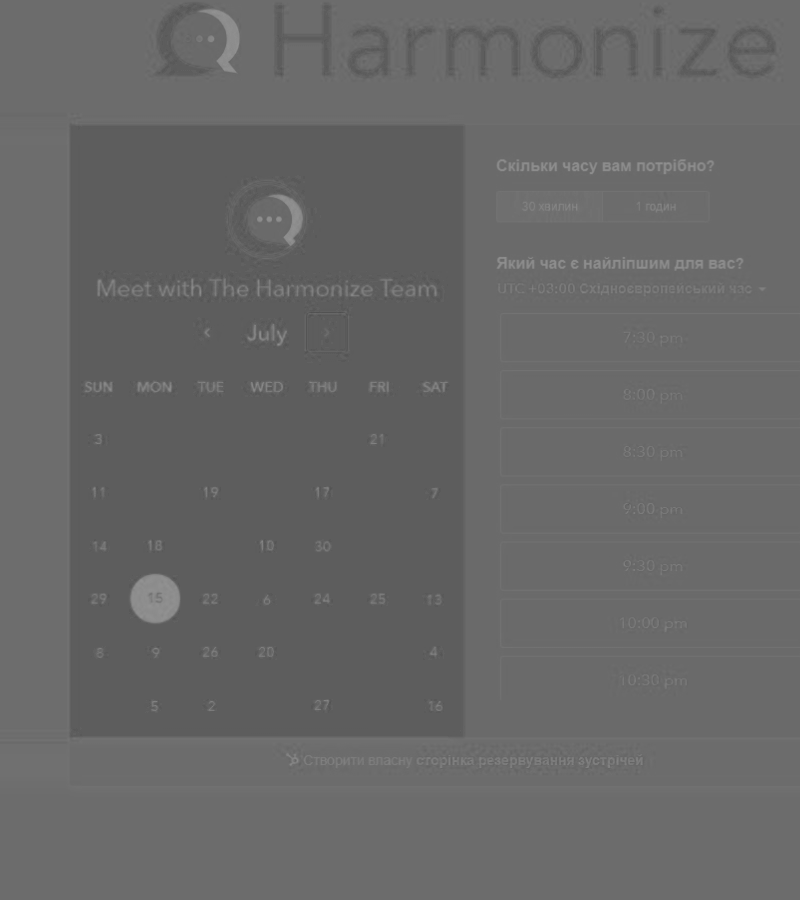 Harmonize
Meet with The Harmonize Team
July
SUN MON TUE WED THU FRI SAT
3 21
11 19 17 7
14 18 10 30
29 15 22 6 24 25 13
8 9 26 20 4
5 2 27 16
Скільки часу вам потрібно?
30 хвилин 1 годин
Який час є найліпшим для вас?
UTC +03:00 Східноєвропейський час
7:30 pm
8:00 pm
8:30 pm
9:00 pm
9:30 pm
10:00 pm
10:30 pm
Створити власну сторінка резервування зустрічей